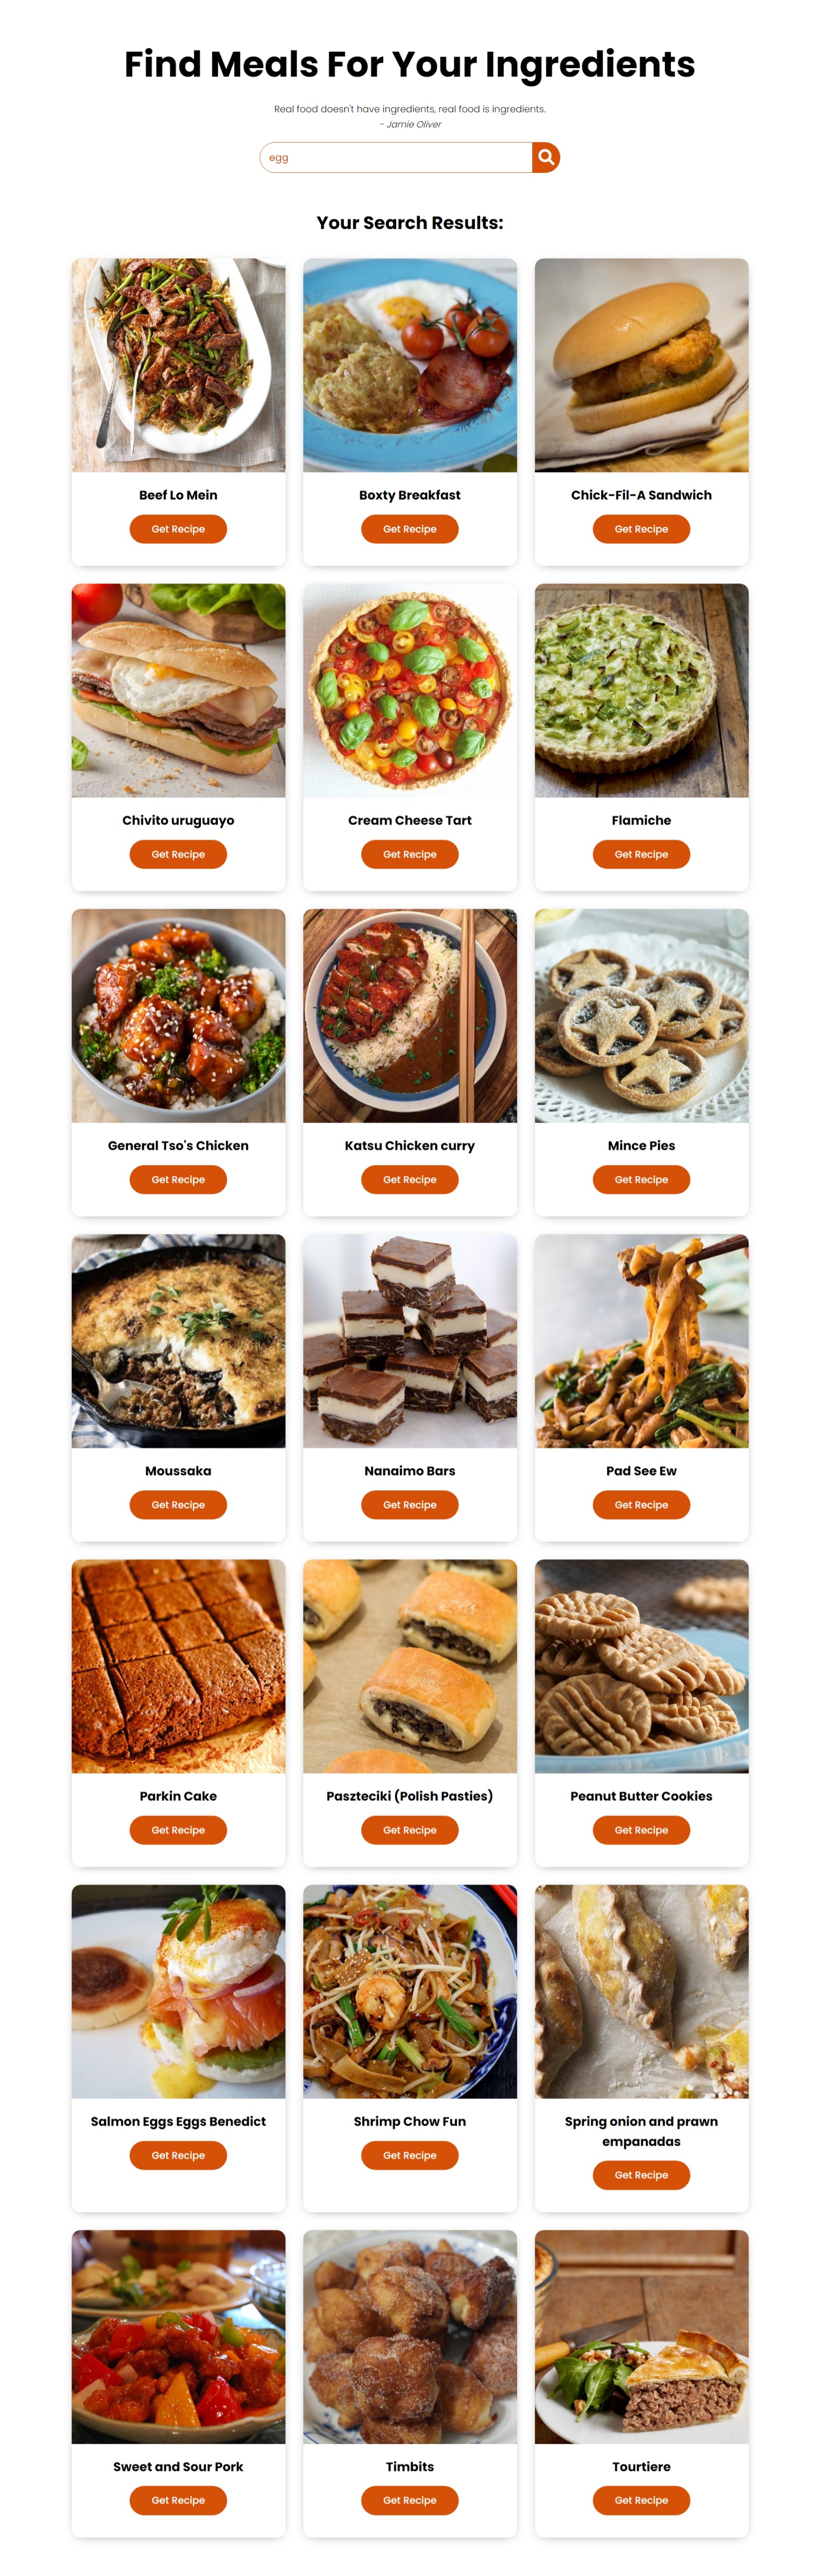 Find Meals For Your Ingredients
Real food doesn't have ingredients, real food is ingredients.
- Jamie Oliver
egg
Your Search Results:
Beef Lo Mein
Get Recipe
Boxty Breakfast
Get Recipe
Chick-Fil-A Sandwich
Get Recipe
Chivito uruguayo
Get Recipe
Cream Cheese Tart
Get Recipe
Flamiche
Get Recipe
General Tso's Chicken
Get Recipe
Katsu Chicken curry
Get Recipe
Mince Pies
Get Recipe
Moussaka
Get Recipe
Nanaimo Bars
Get Recipe
Pad See Ew
Get Recipe
Parkin Cake
Get Recipe
Paszteciki (Polish Pasties)
Get Recipe
Peanut Butter Cookies
Get Recipe
Salmon Eggs Eggs Benedict
Get Recipe
Shrimp Chow Fun
Get Recipe
Spring onion and prawn
empanadas
Get Recipe
Sweet and Sour Pork
Get Recipe
Timbits
Get Recipe
Tourtiere
Get Recipe